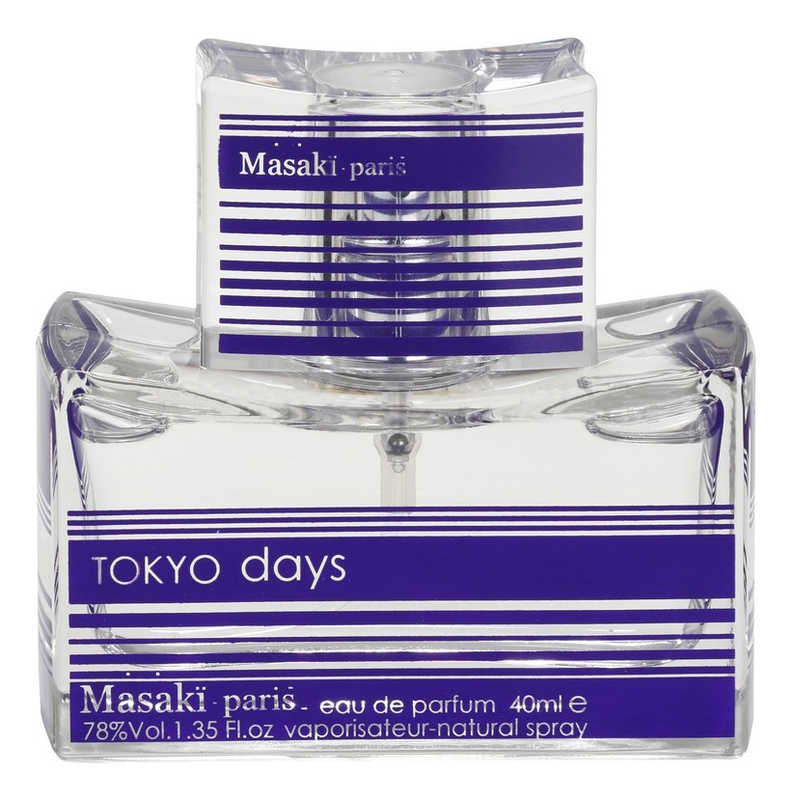 Masakï paris
TOKYO days
Masakï paris - eau de parfum 40ml e
78%Vol.1.35 Fl.oz vaporisateur-natural spray